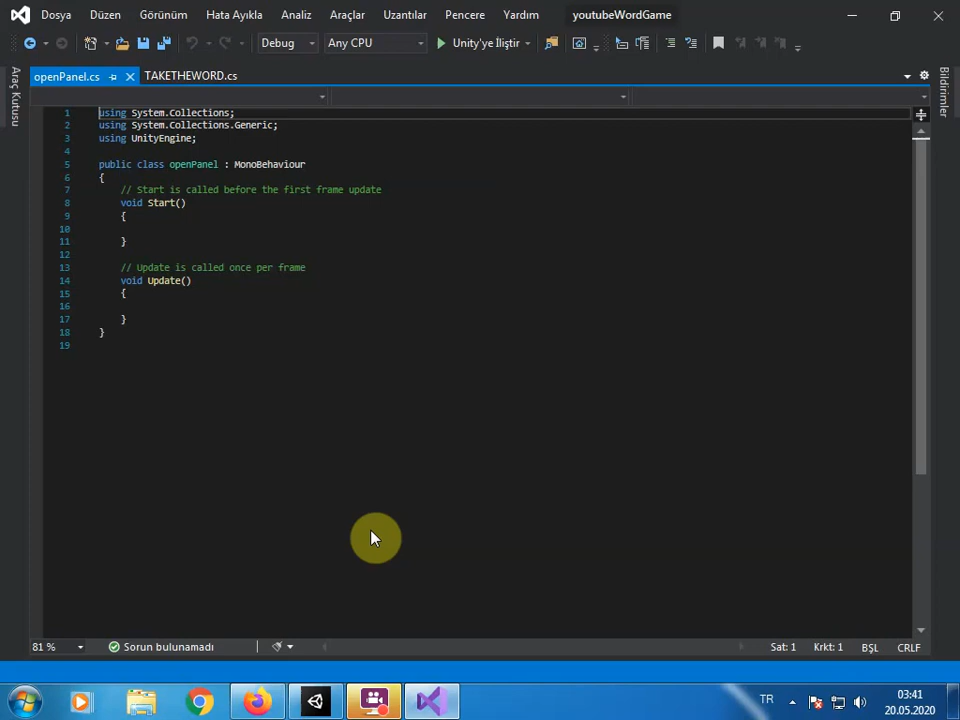 Dosya Düzen Görünüm Hata Ayıkla Analiz Araçlar Uzantılar Pencere Yardım youtubeWordGame
Debug Any CPU Unity'ye İliştir
Araç Kutusu
openPanel.cs TAKETHEWORD.cs
Bildirimler
1 using System.Collections;
2 using System.Collections.Generic;
3 using UnityEngine;
4
5 public class openPanel : MonoBehaviour
6 {
7 // Start is called before the first frame update
8 void Start()
9 {
10
11 }
12
13 // Update is called once per frame
14 void Update()
15 {
16
17 }
18 }
19
81 % Sorun bulunamadı Sat: 1 Krkt: 1 BŞL CRLF
TR 03:41
20.05.2020